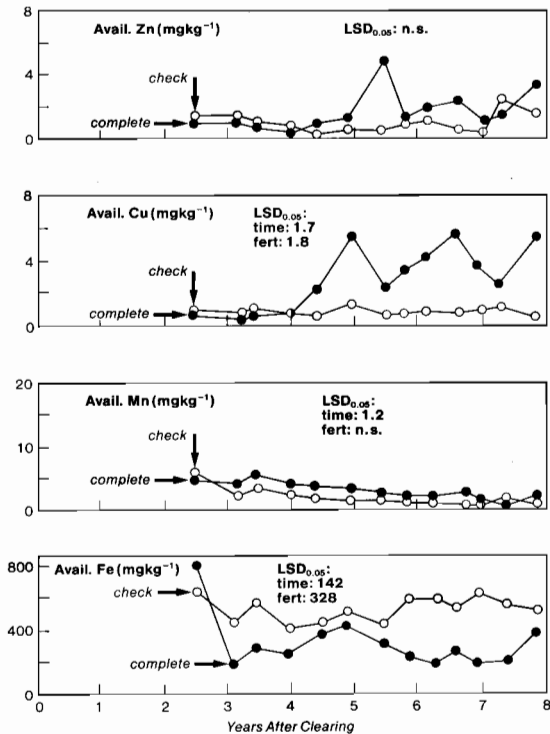 8
Avail. Zn (mgkg⁻¹)
LSD₀.₀₅: n.s.
check
4
complete
0
8
Avail. Cu (mgkg⁻¹)
LSD₀.₀₅:
time: 1.7
fert: 1.8
4
check
complete
0
20
Avail. Mn (mgkg⁻¹)
LSD₀.₀₅:
time: 1.2
fert: n.s.
check
10
complete
0
800
Avail. Fe (mgkg⁻¹)
LSD₀.₀₅:
time: 142
fert: 328
check
400
complete
0
0 1 2 3 4 5 6 7 8
Years After Clearing